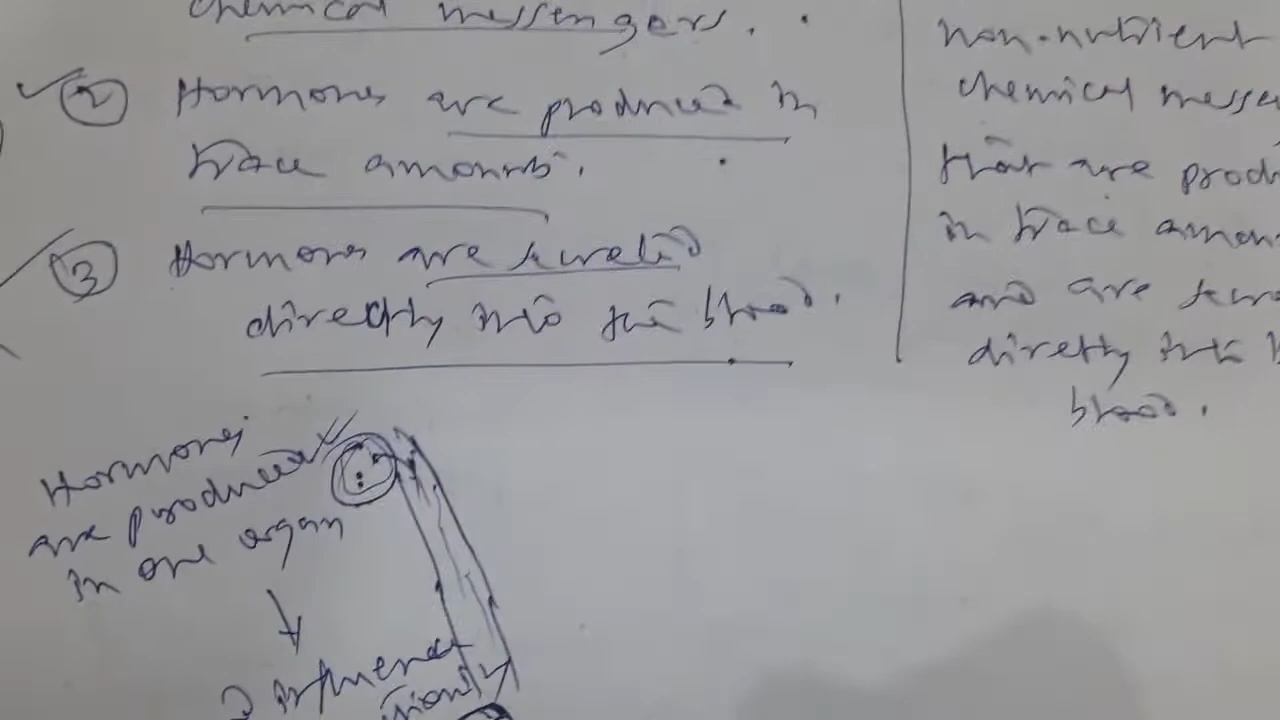 chemical messengers.
② Hormones are produced in
trace amounts.
③ Hormones are secreted
directly into the blood.
non-nutrient
chemical messe
that are prod
in trace amoun
and are secre
directly into
blood.
Hormones
are produced
in one organ
influence